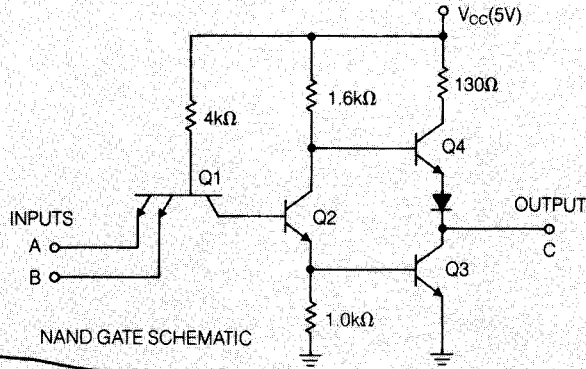 VCC(5V)
130Ω
1.6kΩ
4kΩ
Q4
Q1
INPUTS
A
B
Q2
OUTPUT
C
Q3
1.0kΩ
NAND GATE SCHEMATIC